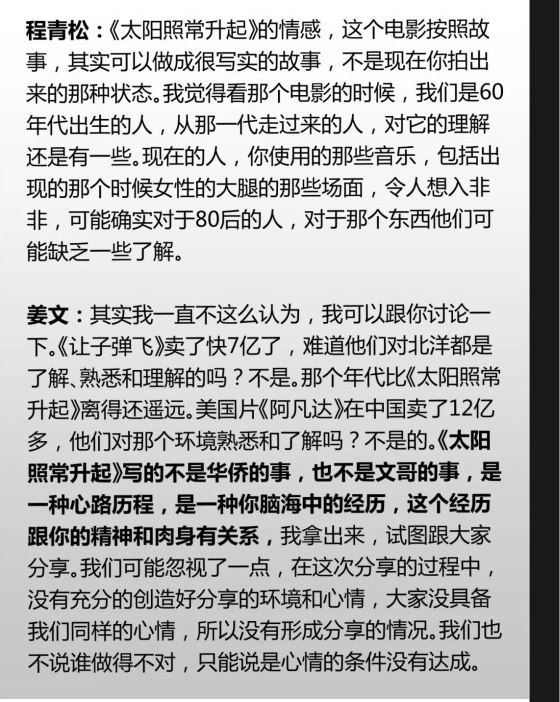 程青松：《太阳照常升起》的情感，这个电影按照故
事，其实可以做成很写实的故事，不是现在你拍出
来的那种状态。我觉得看那个电影的时候，我们是60
年代出生的人，从那一代走过来的人，对它的理解
还是有一些。现在的人，你使用的那些音乐，包括出
现的那个时候女性的大腿的那些场面，令人想入非
非，可能确实对于80后的人，对于那个东西他们可
能缺乏一些了解。
姜文：其实我一直不这么认为，我可以跟你讨论一
下。《让子弹飞》卖了快7亿了，难道他们对北洋都是
了解、熟悉和理解的吗？不是。那个年代比《太阳照常
升起》离得还遥远。美国片《阿凡达》在中国卖了12亿
多，他们对那个环境熟悉和了解吗？不是的。《太阳
照常升起》写的不是华侨的事，也不是文哥的事，是
一种心路历程，是一种你脑海中的经历，这个经历
跟你的精神和肉身有关系，我拿出来，试图跟大家
分享。我们可能忽视了一点，在这次分享的过程中，
没有充分的创造好分享的环境和心情，大家没具备
我们同样的心情，所以没有形成分享的情况。我们也
不说谁做得不对，只能说是心情的条件没有达成。